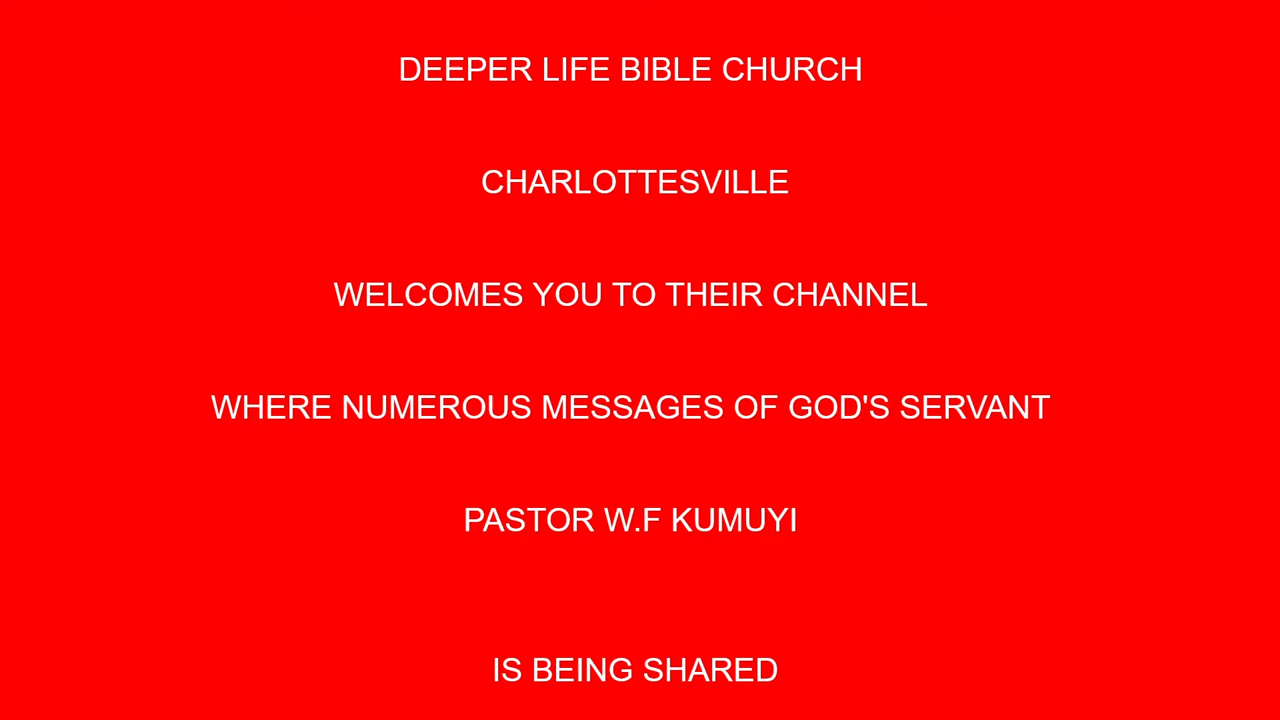 DEEPER LIFE BIBLE CHURCH
CHARLOTTESVILLE
WELCOMES YOU TO THEIR CHANNEL
WHERE NUMEROUS MESSAGES OF GOD'S SERVANT
PASTOR W.F KUMUYI
IS BEING SHARED